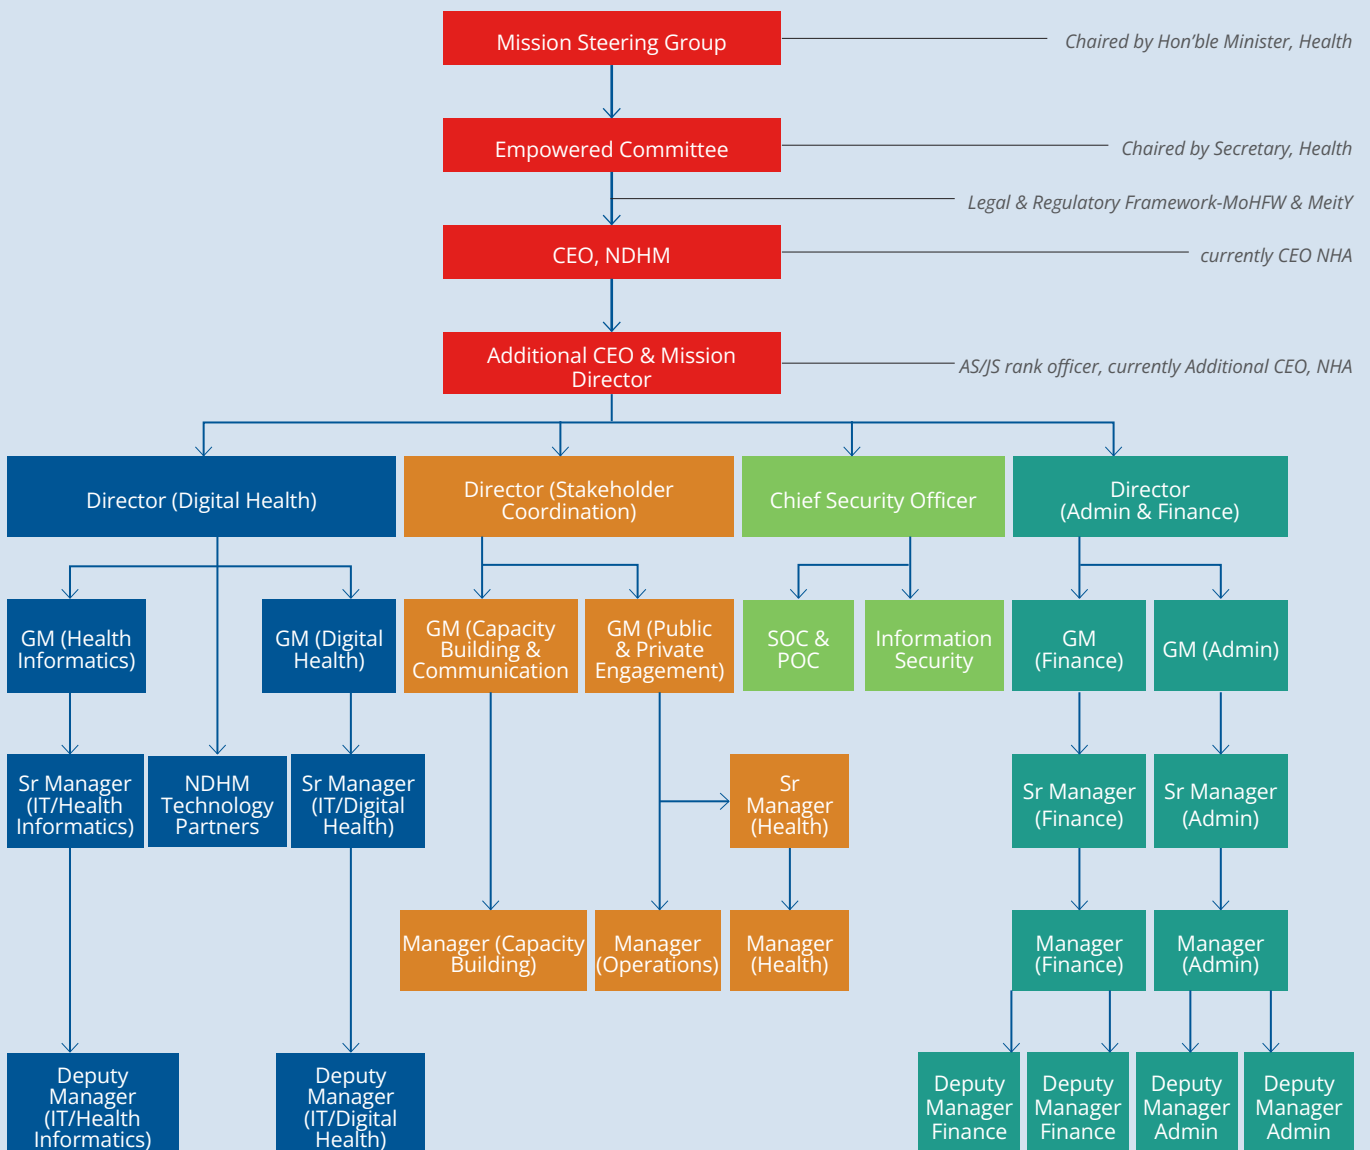 Mission Steering Group
Chaired by Hon’ble Minister, Health
Empowered Committee
Chaired by Secretary, Health
Legal & Regulatory Framework-MoHFW & MeitY
CEO, NDHM
currently CEO NHA
Additional CEO & Mission
Director
AS/JS rank officer, currently Additional CEO, NHA
Director (Digital Health)
Director (Stakeholder
Coordination)
Chief Security Officer
Director
(Admin & Finance)
GM (Health
Informatics)
GM (Digital
Health)
GM (Capacity
Building &
Communication
GM (Public
& Private
Engagement)
SOC &
POC
Information
Security
GM
(Finance)
GM (Admin)
Sr Manager
(IT/Health
Informatics)
NDHM
Technology
Partners
Sr Manager
(IT/Digital
Health)
Sr
Manager
(Health)
Sr Manager
(Finance)
Sr Manager
(Admin)
Manager (Capacity
Building)
Manager
(Operations)
Manager
(Health)
Manager
(Finance)
Manager
(Admin)
Deputy
Manager
(IT/Health
Informatics)
Deputy
Manager
(IT/Digital
Health)
Deputy
Manager
Finance
Deputy
Manager
Finance
Deputy
Manager
Admin
Deputy
Manager
Admin